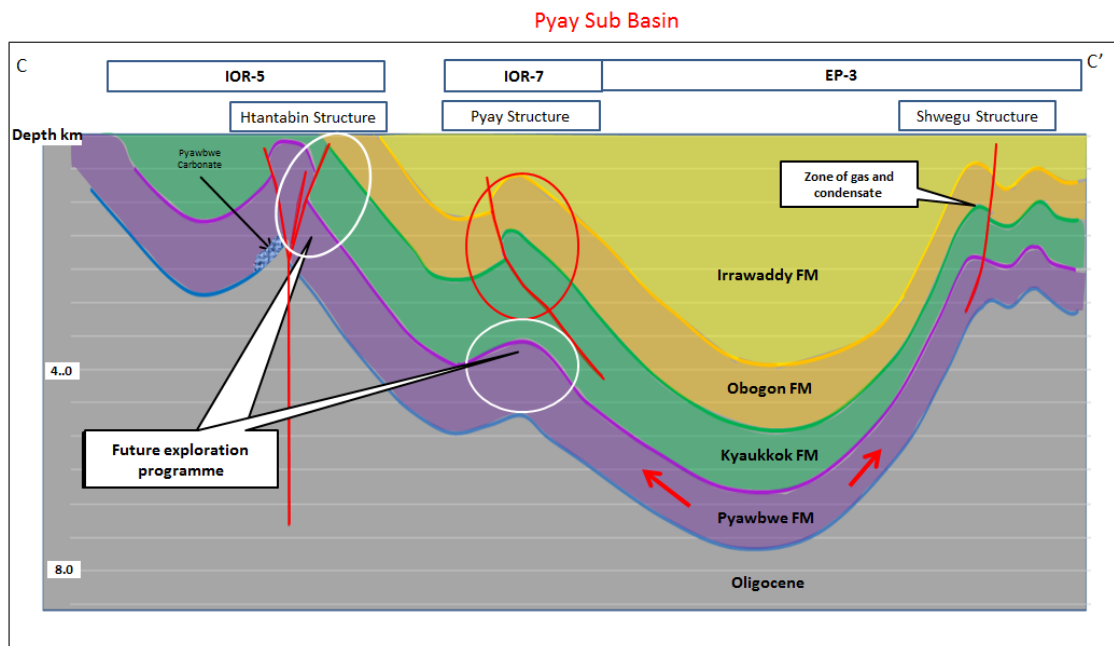 Pyay Sub Basin
C
C'
IOR-5
IOR-7
EP-3
Htantabin Structure
Pyay Structure
Shwegu Structure
Depth km
Pyawbwe
Carbonate
Zone of gas and
condensate
Irrawaddy FM
4..0
Obogon FM
Future exploration
programme
Kyaukkok FM
Pyawbwe FM
8.0
Oligocene